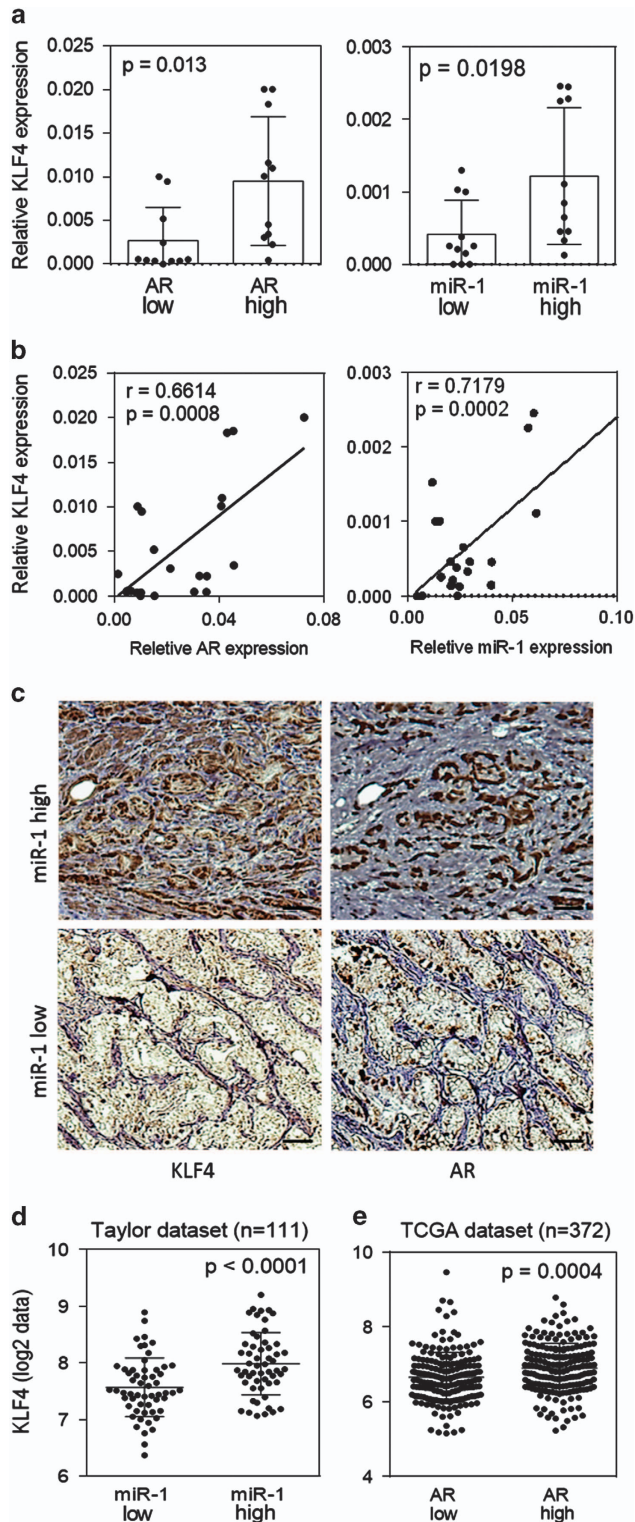 a
Relative KLF4 expression
0.025
0.020
0.015
0.010
0.005
0.000
p = 0.013
AR low
AR high
0.003
0.002
0.001
0.000
p = 0.0198
miR-1 low
miR-1 high
b
Relative KLF4 expression
0.025
0.020
0.015
0.010
0.005
0.000
r = 0.6614
p = 0.0008
0.00
0.04
0.08
Reletive AR expression
0.003
0.002
0.001
0.000
r = 0.7179
p = 0.0002
0.00
0.05
0.10
Reletive miR-1 expression
c
miR-1 high
miR-1 low
KLF4
AR
d
Taylor dataset (n=111)
KLF4 (log2 data)
10
9
8
7
6
p < 0.0001
miR-1 low
miR-1 high
e
TCGA dataset (n=372)
10
8
6
4
p = 0.0004
AR low
AR high